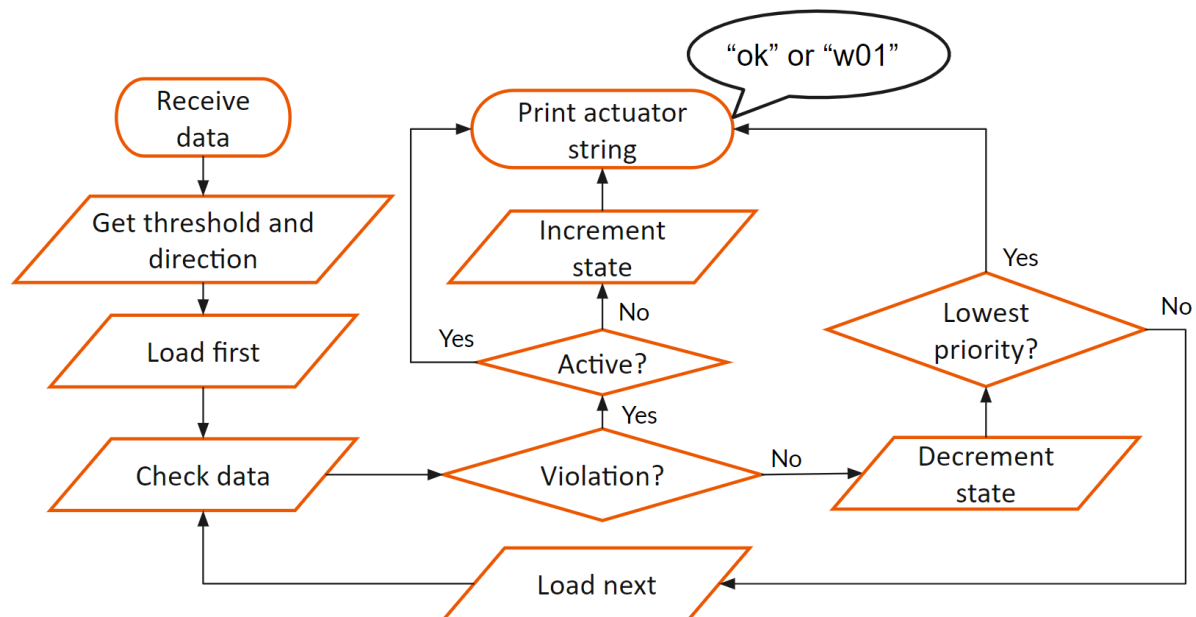 “ok” or “w01”
Receive
data
Print actuator
string
Get threshold and
direction
Increment
state
Yes
Lowest
priority?
No
No
Yes
Load first
Active?
Yes
Check data
Violation?
No
Decrement
state
Load next